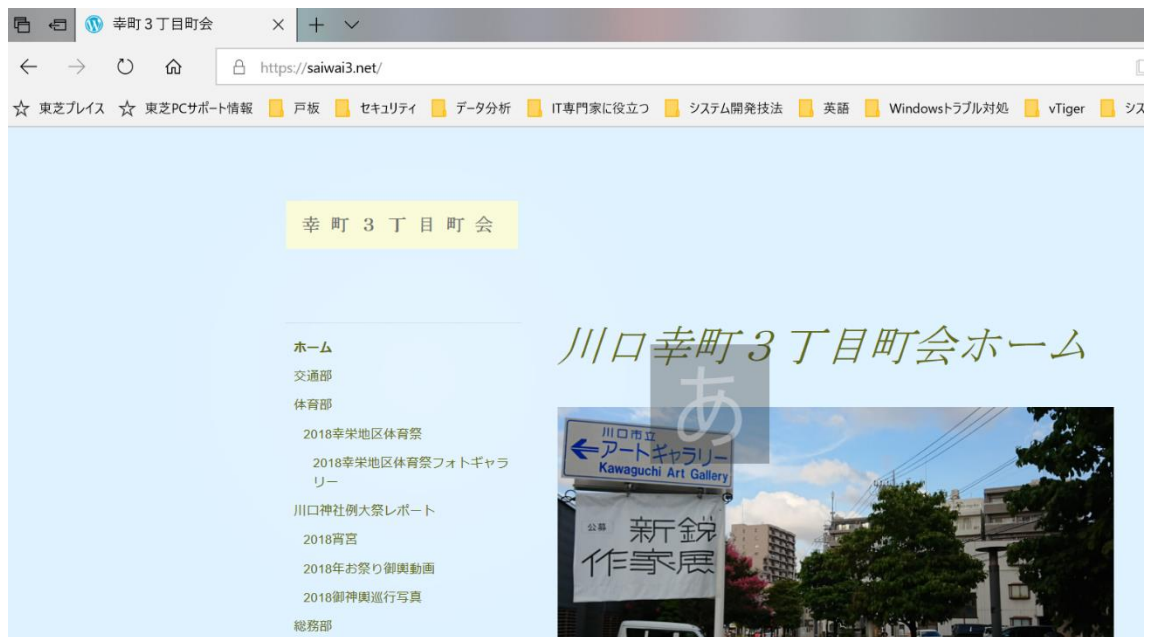 幸町３丁目町会
https://saiwai3.net/
東芝プレイス 東芝PCサポート情報 戸板 セキュリティ データ分析 IT専門家に役立つ システム開発技法 英語 Windowsトラブル対処 vTiger シス
幸町３丁目町会
川口幸町３丁目町会ホーム
あ
ホーム
交通部
体育部
2018幸栄地区体育祭
2018幸栄地区体育祭フォトギャラ
リー
川口神社例大祭レポート
2018宵宮
2018年お祭り御輿動画
2018御神輿巡行写真
総務部
川口市立
アートギャラリー
Kawaguchi Art Gallery
公募
新鋭
作家展